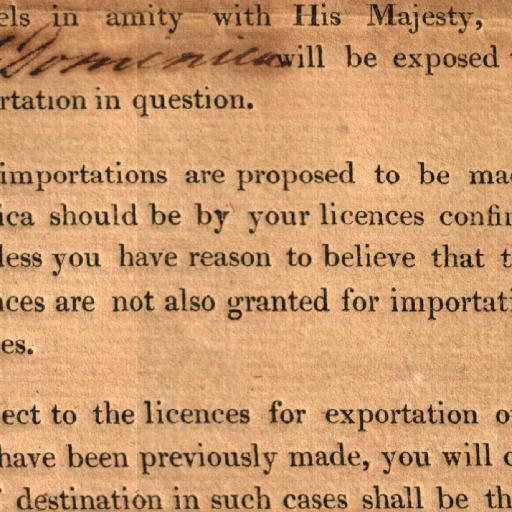 els in amity with His Majesty,
Domenica will be exposed
rtation in question.
importations are proposed to be ma
ica should be by your licences confin
less you have reason to believe that t
nces are not also granted for importati
es.
ect to the licences for exportation o
have been previously made, you will c
destination in such cases shall be th